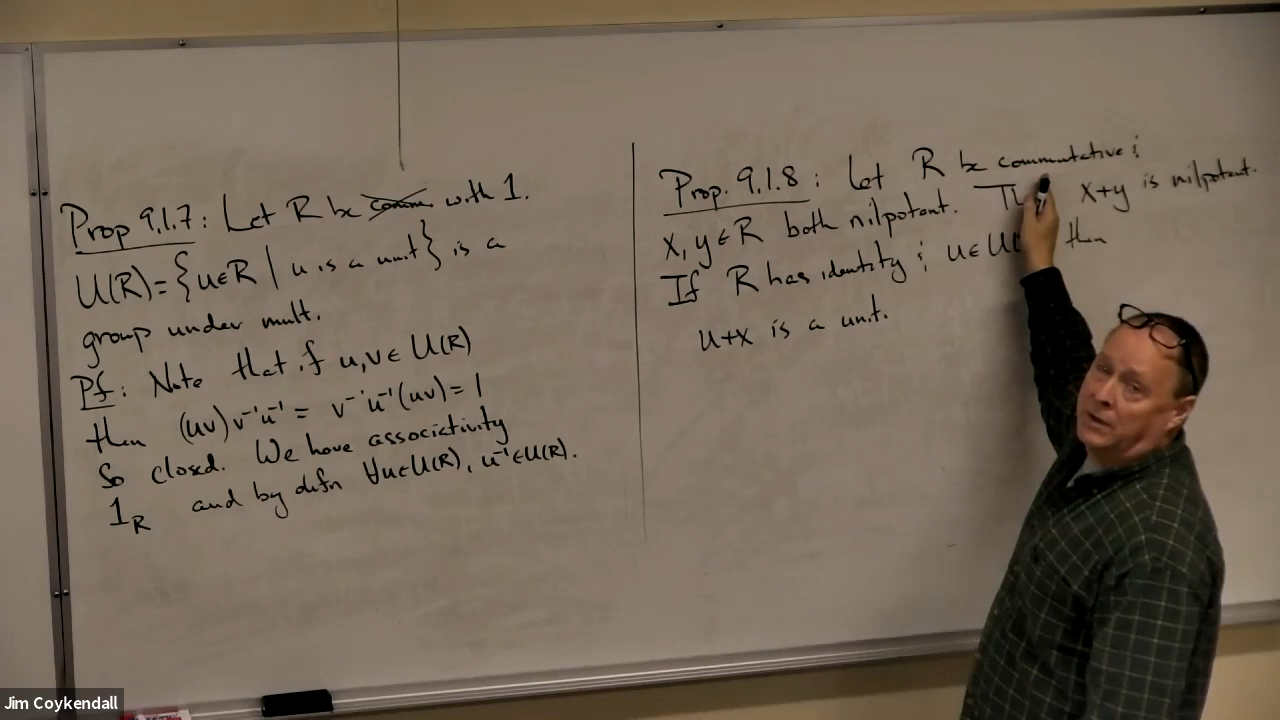 Prop 9.1.7: Let R be comm with 1.
U(R)={u∈R | u is a unit} is a
group under mult.
Pf: Note that if u,v∈U(R)
then (uv)v⁻¹u⁻¹ = v⁻¹u⁻¹(uv)=1
So closed. We have associctivity
1_R and by defn ∀u∈U(R), u⁻¹∈U(R).
Prop. 9.1.8: Let R be commutative ;
x,y∈R both nilpotent. x+y is nilpotent.
If R has identity ; u∈U( then
u+x is a unit.
Jim Coykendall